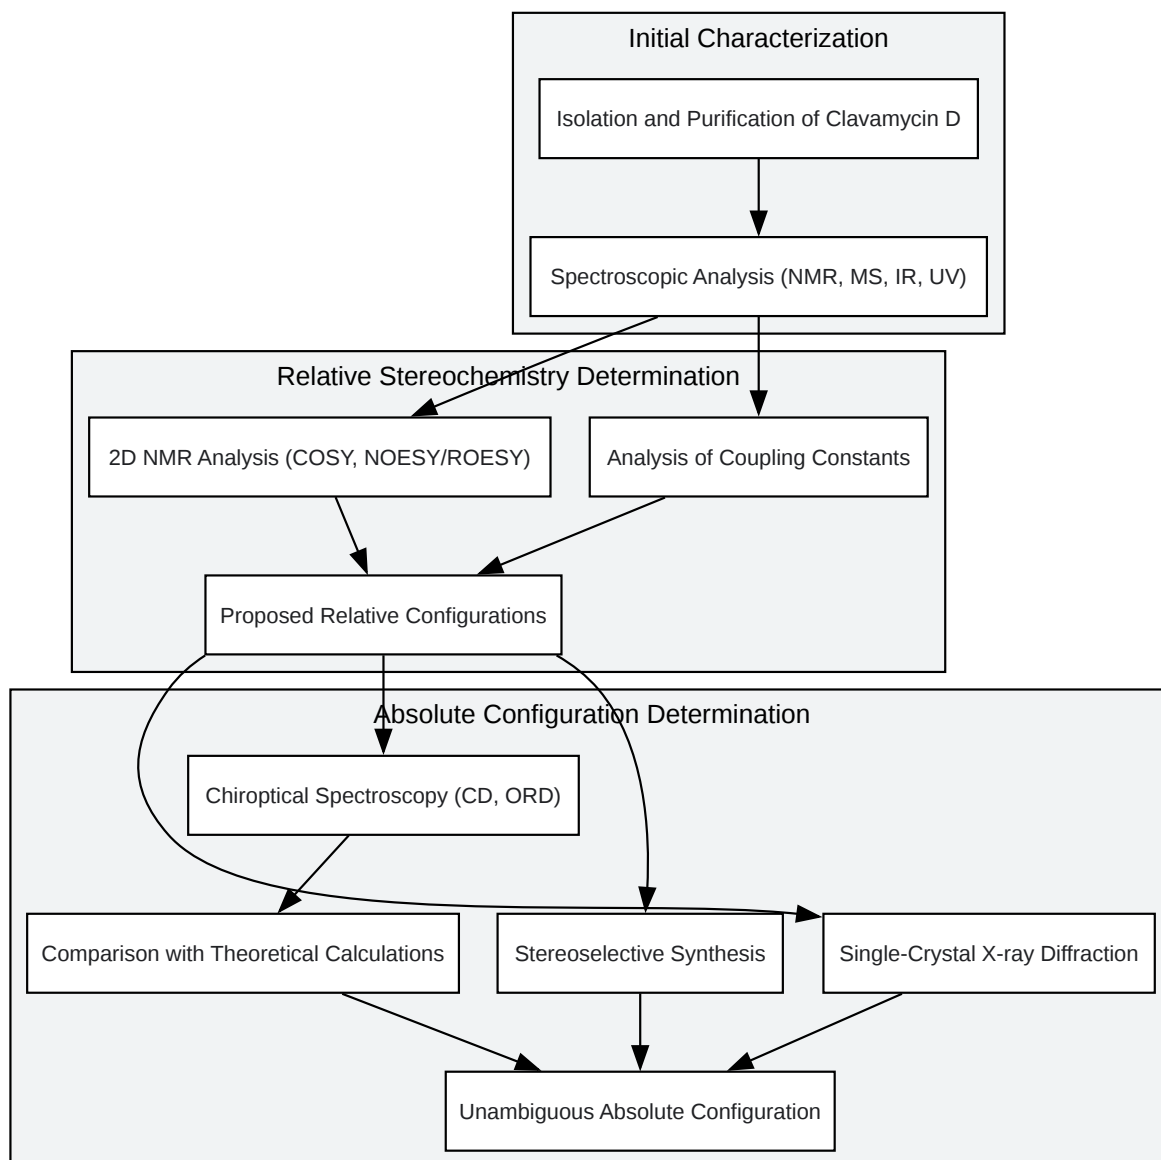 Initial Characterization
Isolation and Purification of Clavamycin D
Spectroscopic Analysis (NMR, MS, IR, UV)
Relative Stereochemistry Determination
2D NMR Analysis (COSY, NOESY/ROESY)
Analysis of Coupling Constants
Proposed Relative Configurations
Absolute Configuration Determination
Chiroptical Spectroscopy (CD, ORD)
Comparison with Theoretical Calculations
Stereoselective Synthesis
Single-Crystal X-ray Diffraction
Unambiguous Absolute Configuration